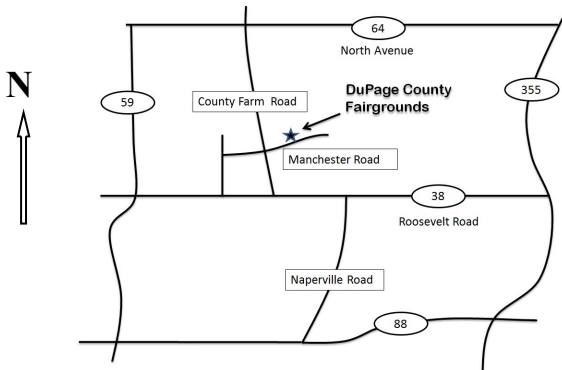 64
North Avenue
N
59
County Farm Road
DuPage County
Fairgrounds
355
Manchester Road
38
Roosevelt Road
Naperville Road
88